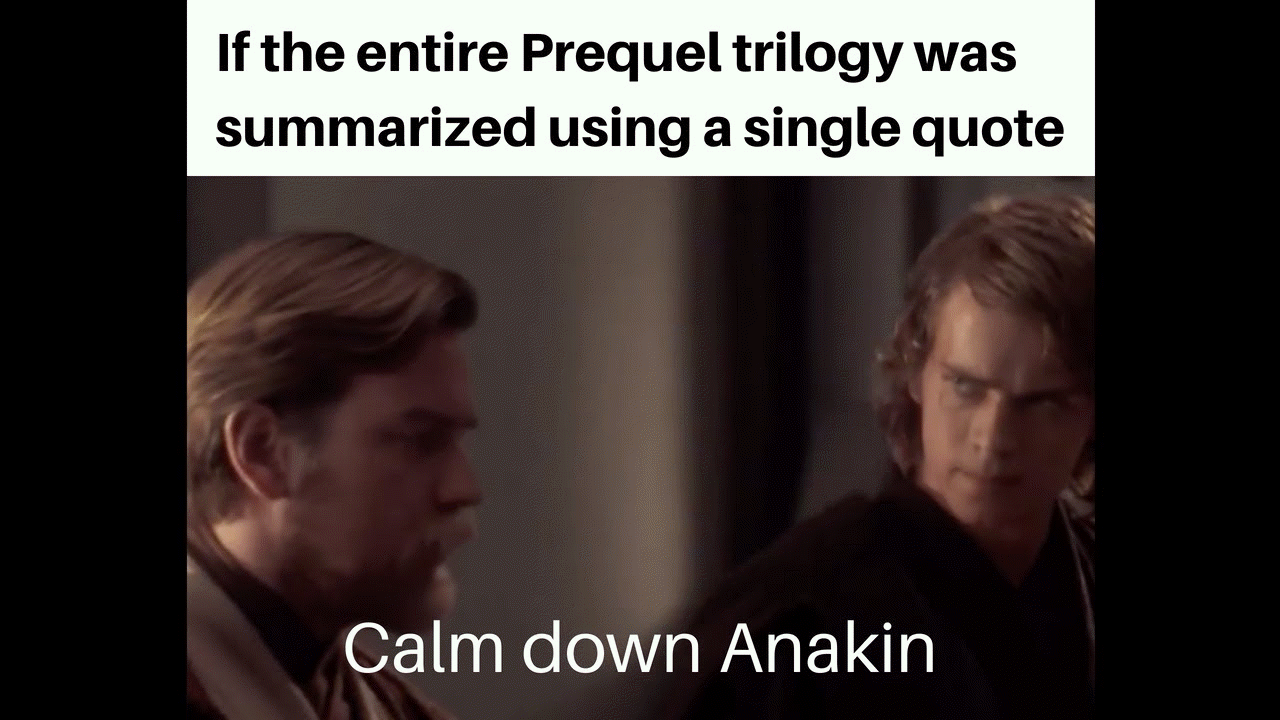 If the entire Prequel trilogy was
summarized using a single quote
Calm down Anakin